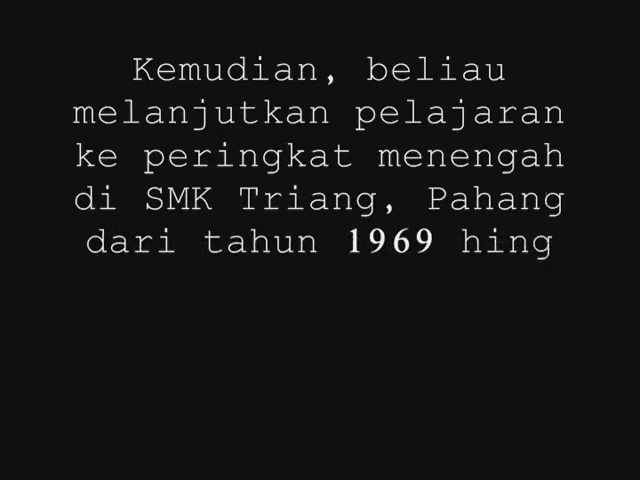 Kemudian, beliau
melanjutkan pelajaran
ke peringkat menengah
di SMK Triang, Pahang
dari tahun 1969 hing